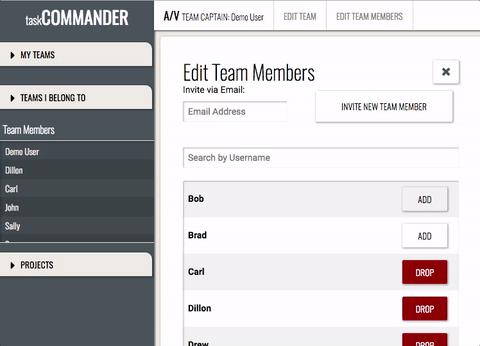 taskCOMMANDER
MY TEAMS
TEAMS I BELONG TO
Team Members
Demo User
Dillon
Carl
John
Sally
PROJECTS
A/V TEAM CAPTAIN: Demo User
EDIT TEAM
EDIT TEAM MEMBERS
Edit Team Members
Invite via Email:
Email Address
INVITE NEW TEAM MEMBER
Search by Username
Bob ADD
Brad ADD
Carl DROP
Dillon DROP
Drew DROP